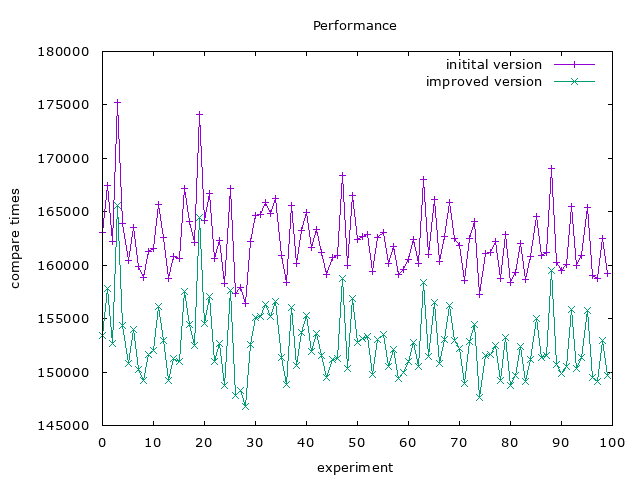 Performance
180000
175000
170000
165000
160000
155000
150000
145000
0 10 20 30 40 50 60 70 80 90 100
compare times
experiment
initital version
improved version